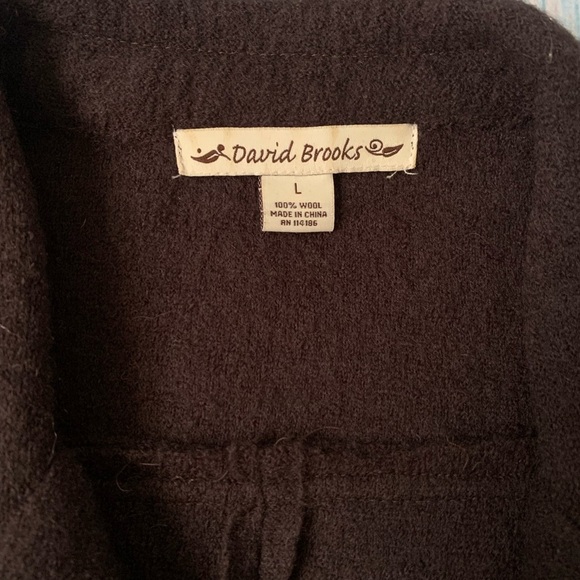 David Brooks
L
100% WOOL
MADE IN CHINA
RN 114186